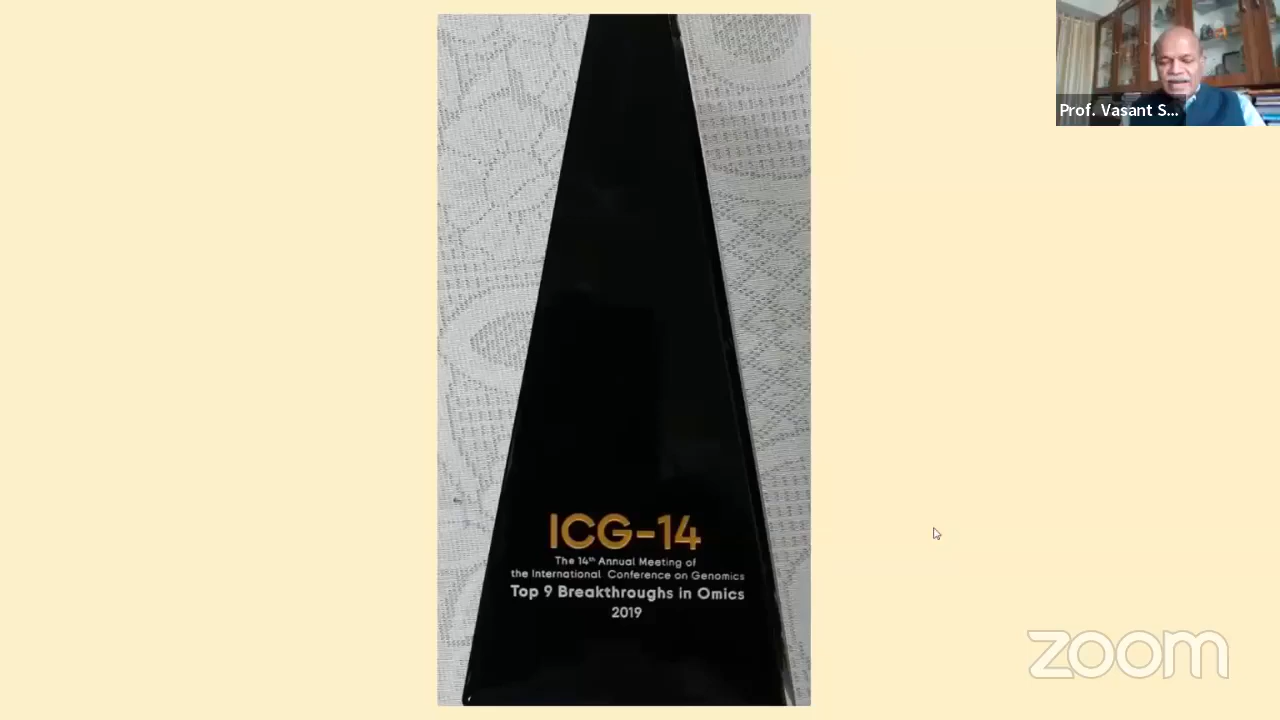 Prof. Vasant S...
ICG-14
The 14th Annual Meeting of
the International Conference on Genomics
Top 9 Breakthroughs in Omics
2019
zoom